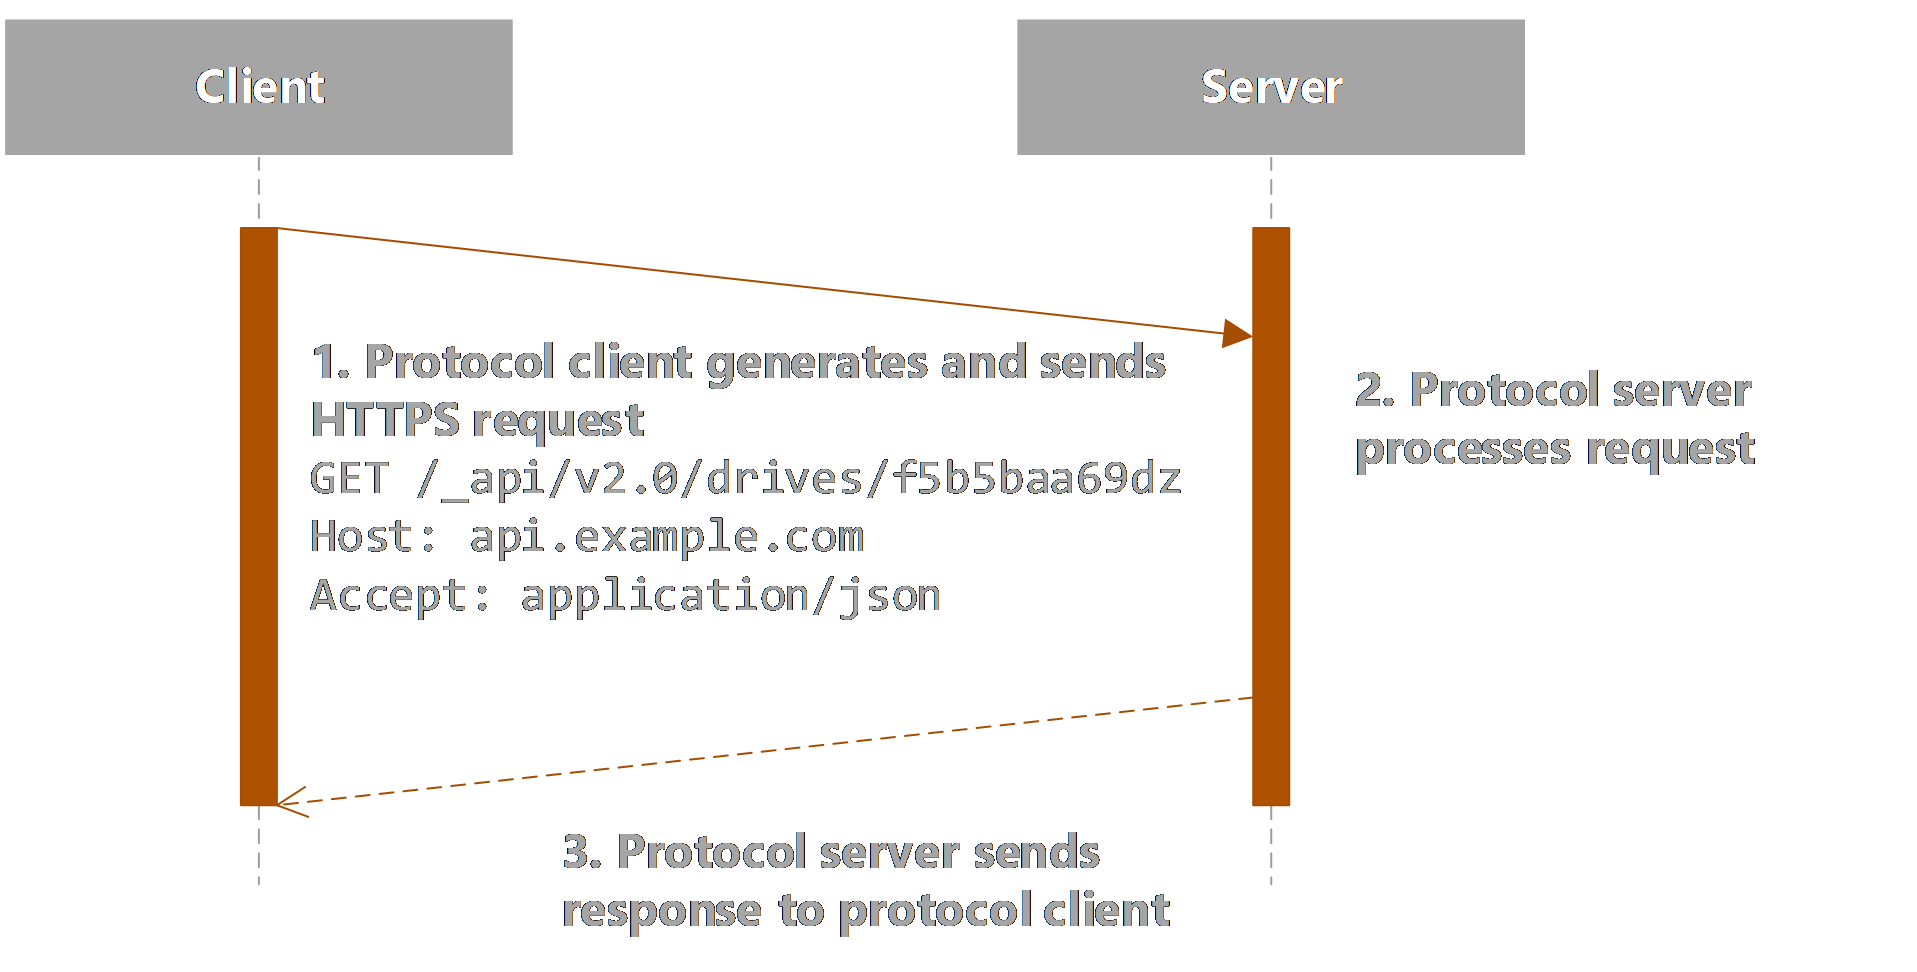 Client
Server
1. Protocol client generates and sends
HTTPS request
GET /_api/v2.0/drives/f5b5baa69dz
Host: api.example.com
Accept: application/json
2. Protocol server
processes request
3. Protocol server sends
response to protocol client